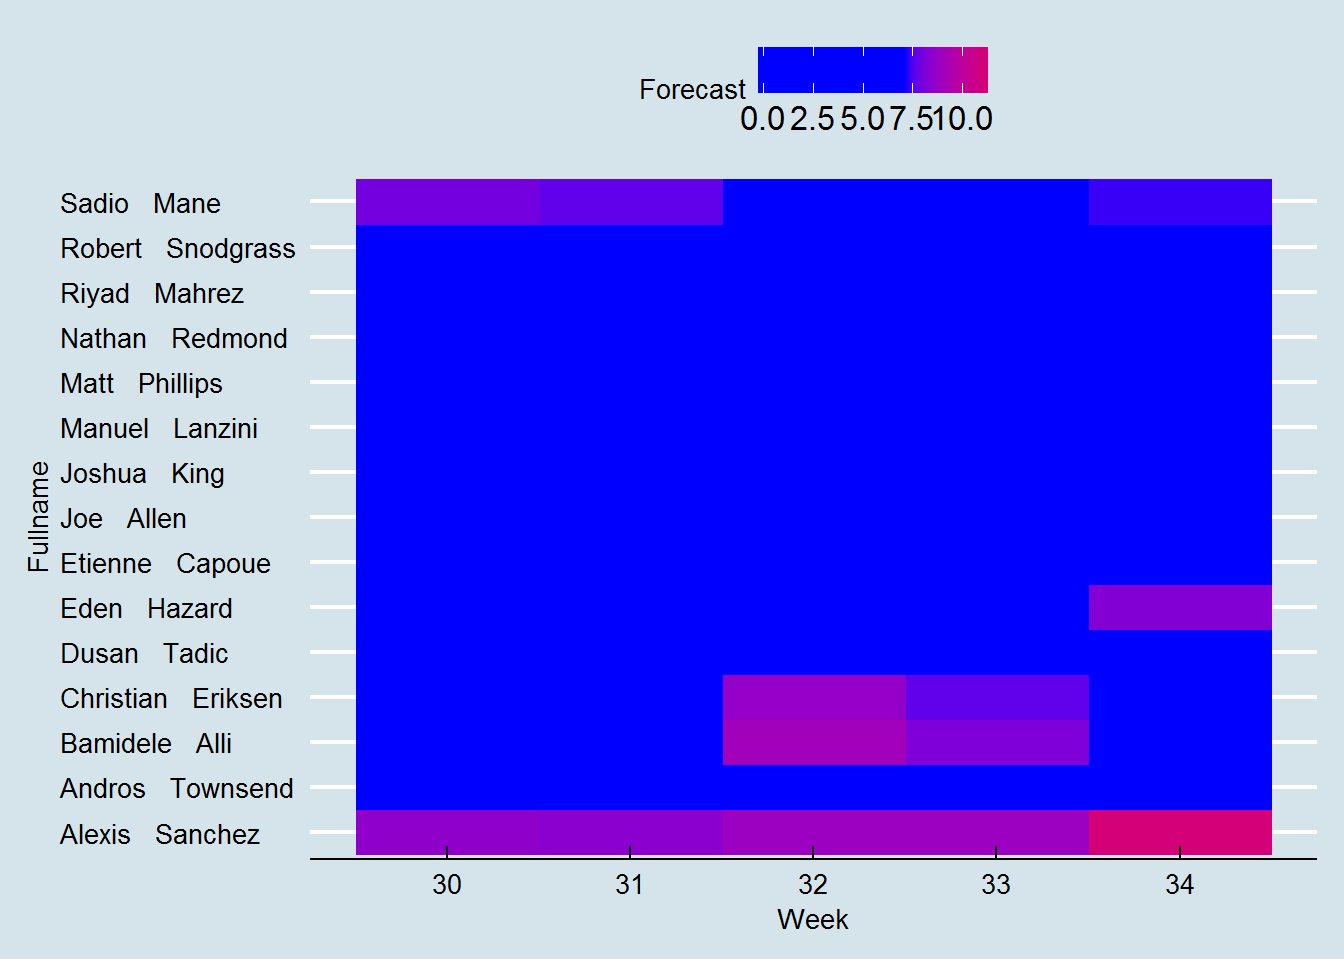 Forecast
0.0 2.5 5.0 7.5 10.0
Sadio Mane
Robert Snodgrass
Riyad Mahrez
Nathan Redmond
Matt Phillips
Manuel Lanzini
Joshua King
Joe Allen
Etienne Capoue
Eden Hazard
Dusan Tadic
Christian Eriksen
Bamidele Alli
Andros Townsend
Alexis Sanchez
Fullname
30 31 32 33 34
Week